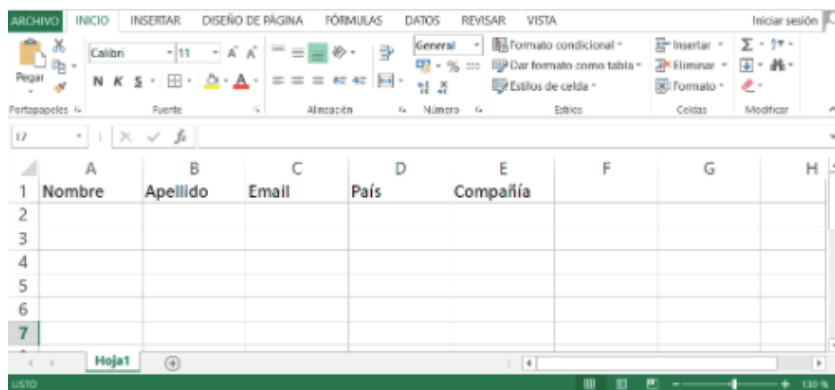 ARCHIVO INICIO INSERTAR DISEÑO DE PÁGINA FÓRMULAS DATOS REVISAR VISTA Iniciar sesión
Calibri 11 A A General Formato condicional Insertar Σ
Pegar N K S A % 000 Dar formato como tabla Eliminar
Estilos de celda Formato
Portapapeles Fuente Alineación Número Estilos Celdas Modificar
I7 fx
A B C D E F G H
1 Nombre Apellido Email País Compañía
2
3
4
5
6
7
Hoja1
LISTO 130 %